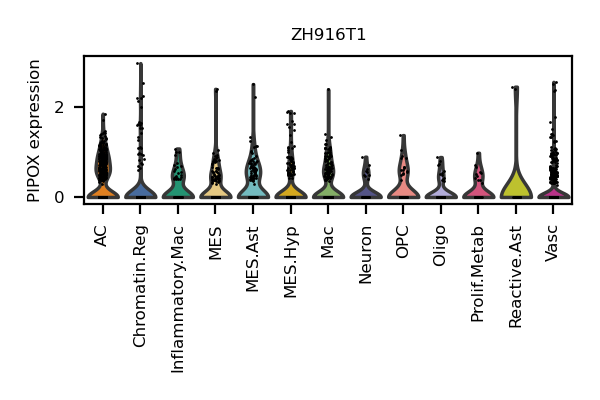 ZH916T1
PIPOX expression
2
0
AC
Chromatin.Reg
Inflammatory.Mac
MES
MES.Ast
MES.Hyp
Mac
Neuron
OPC
Oligo
Prolif.Metab
Reactive.Ast
Vasc